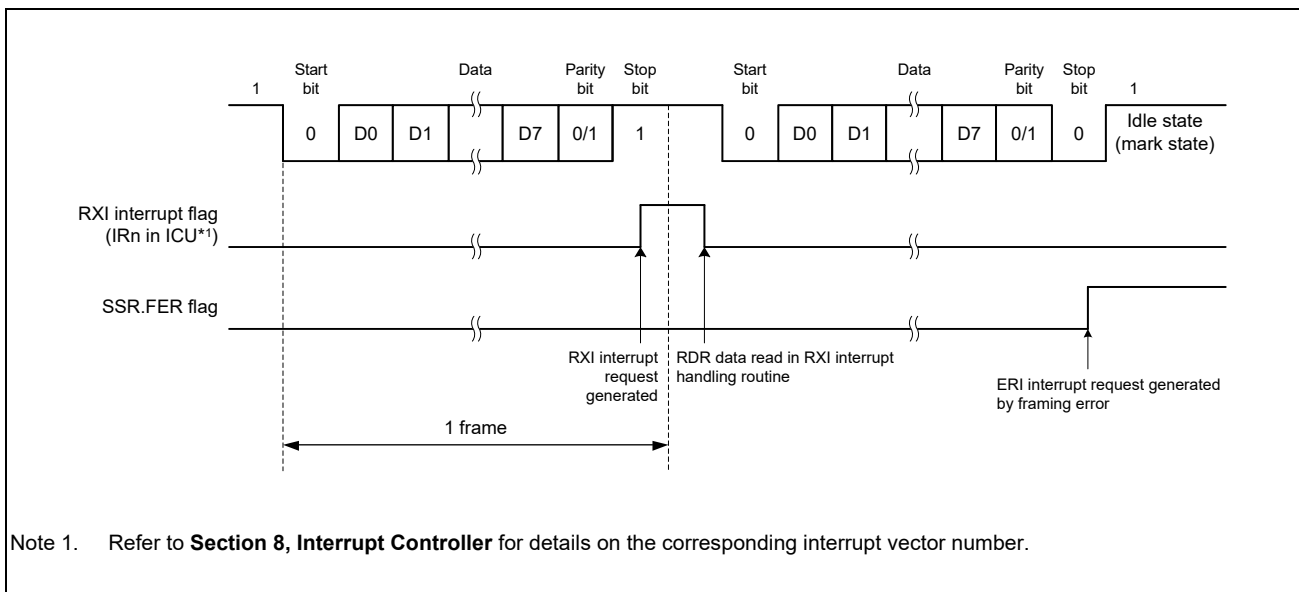 Start bit
Data
Parity bit
Stop bit
Start bit
Data
Parity bit
Stop bit
1
1
0
D0
D1
D7
0/1
1
0
D0
D1
D7
0/1
0
Idle state
(mark state)
RXI interrupt flag
(IRn in ICU*1)
SSR.FER flag
RXI interrupt
request
generated
RDR data read in RXI interrupt
handling routine
ERI interrupt request generated
by framing error
1 frame
Note 1. Refer to Section 8, Interrupt Controller for details on the corresponding interrupt vector number.